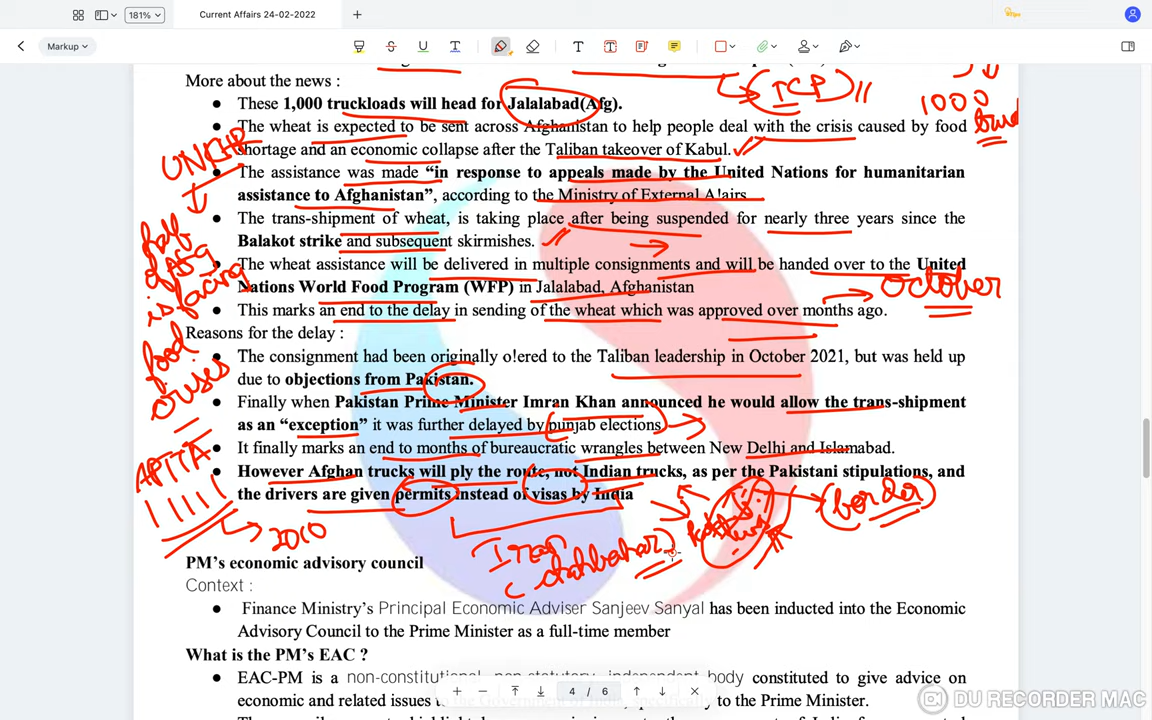 181%
Current Affairs 24-02-2022
Markup
More about the news :
(ICP)
1000
These 1,000 truckloads will head for Jalalabad(Afg).
The wheat is expected to be sent across Afghanistan to help people deal with the crisis caused by food
shortage and an economic collapse after the Taliban takeover of Kabul.
The assistance was made “in response to appeals made by the United Nations for humanitarian
assistance to Afghanistan”, according to the Ministry of External A!airs
The trans-shipment of wheat, is taking place after being suspended for nearly three years since the
Balakot strike and subsequent skirmishes.
The wheat assistance will be delivered in multiple consignments and will be handed over to the United
Nations World Food Program (WFP) in Jalalabad, Afghanistan
October
This marks an end to the delay in sending of the wheat which was approved over months ago.
half
of Afg
is facing
food
crises
Reasons for the delay :
The consignment had been originally o!ered to the Taliban leadership in October 2021, but was held up
due to objections from Pakistan.
Finally when Pakistan Prime Minister Imran Khan announced he would allow the trans-shipment
as an “exception” it was further delayed by punjab elections
It finally marks an end to months of bureaucratic wrangles between New Delhi and Islamabad.
APTTA
However Afghan trucks will ply the route, not Indian trucks, as per the Pakistani stipulations, and
the drivers are given permits instead of visas by India
(border)
2010
chahbahar)
PM’s economic advisory council
Context :
Finance Ministry’s Principal Economic Adviser Sanjeev Sanyal has been inducted into the Economic
Advisory Council to the Prime Minister as a full-time member
What is the PM’s EAC ?
EAC-PM is a non-constitutional, non-statutory, independent body constituted to give advice on
economic and related issues to the Prime Minister.
4 / 6
DU RECORDER MAC